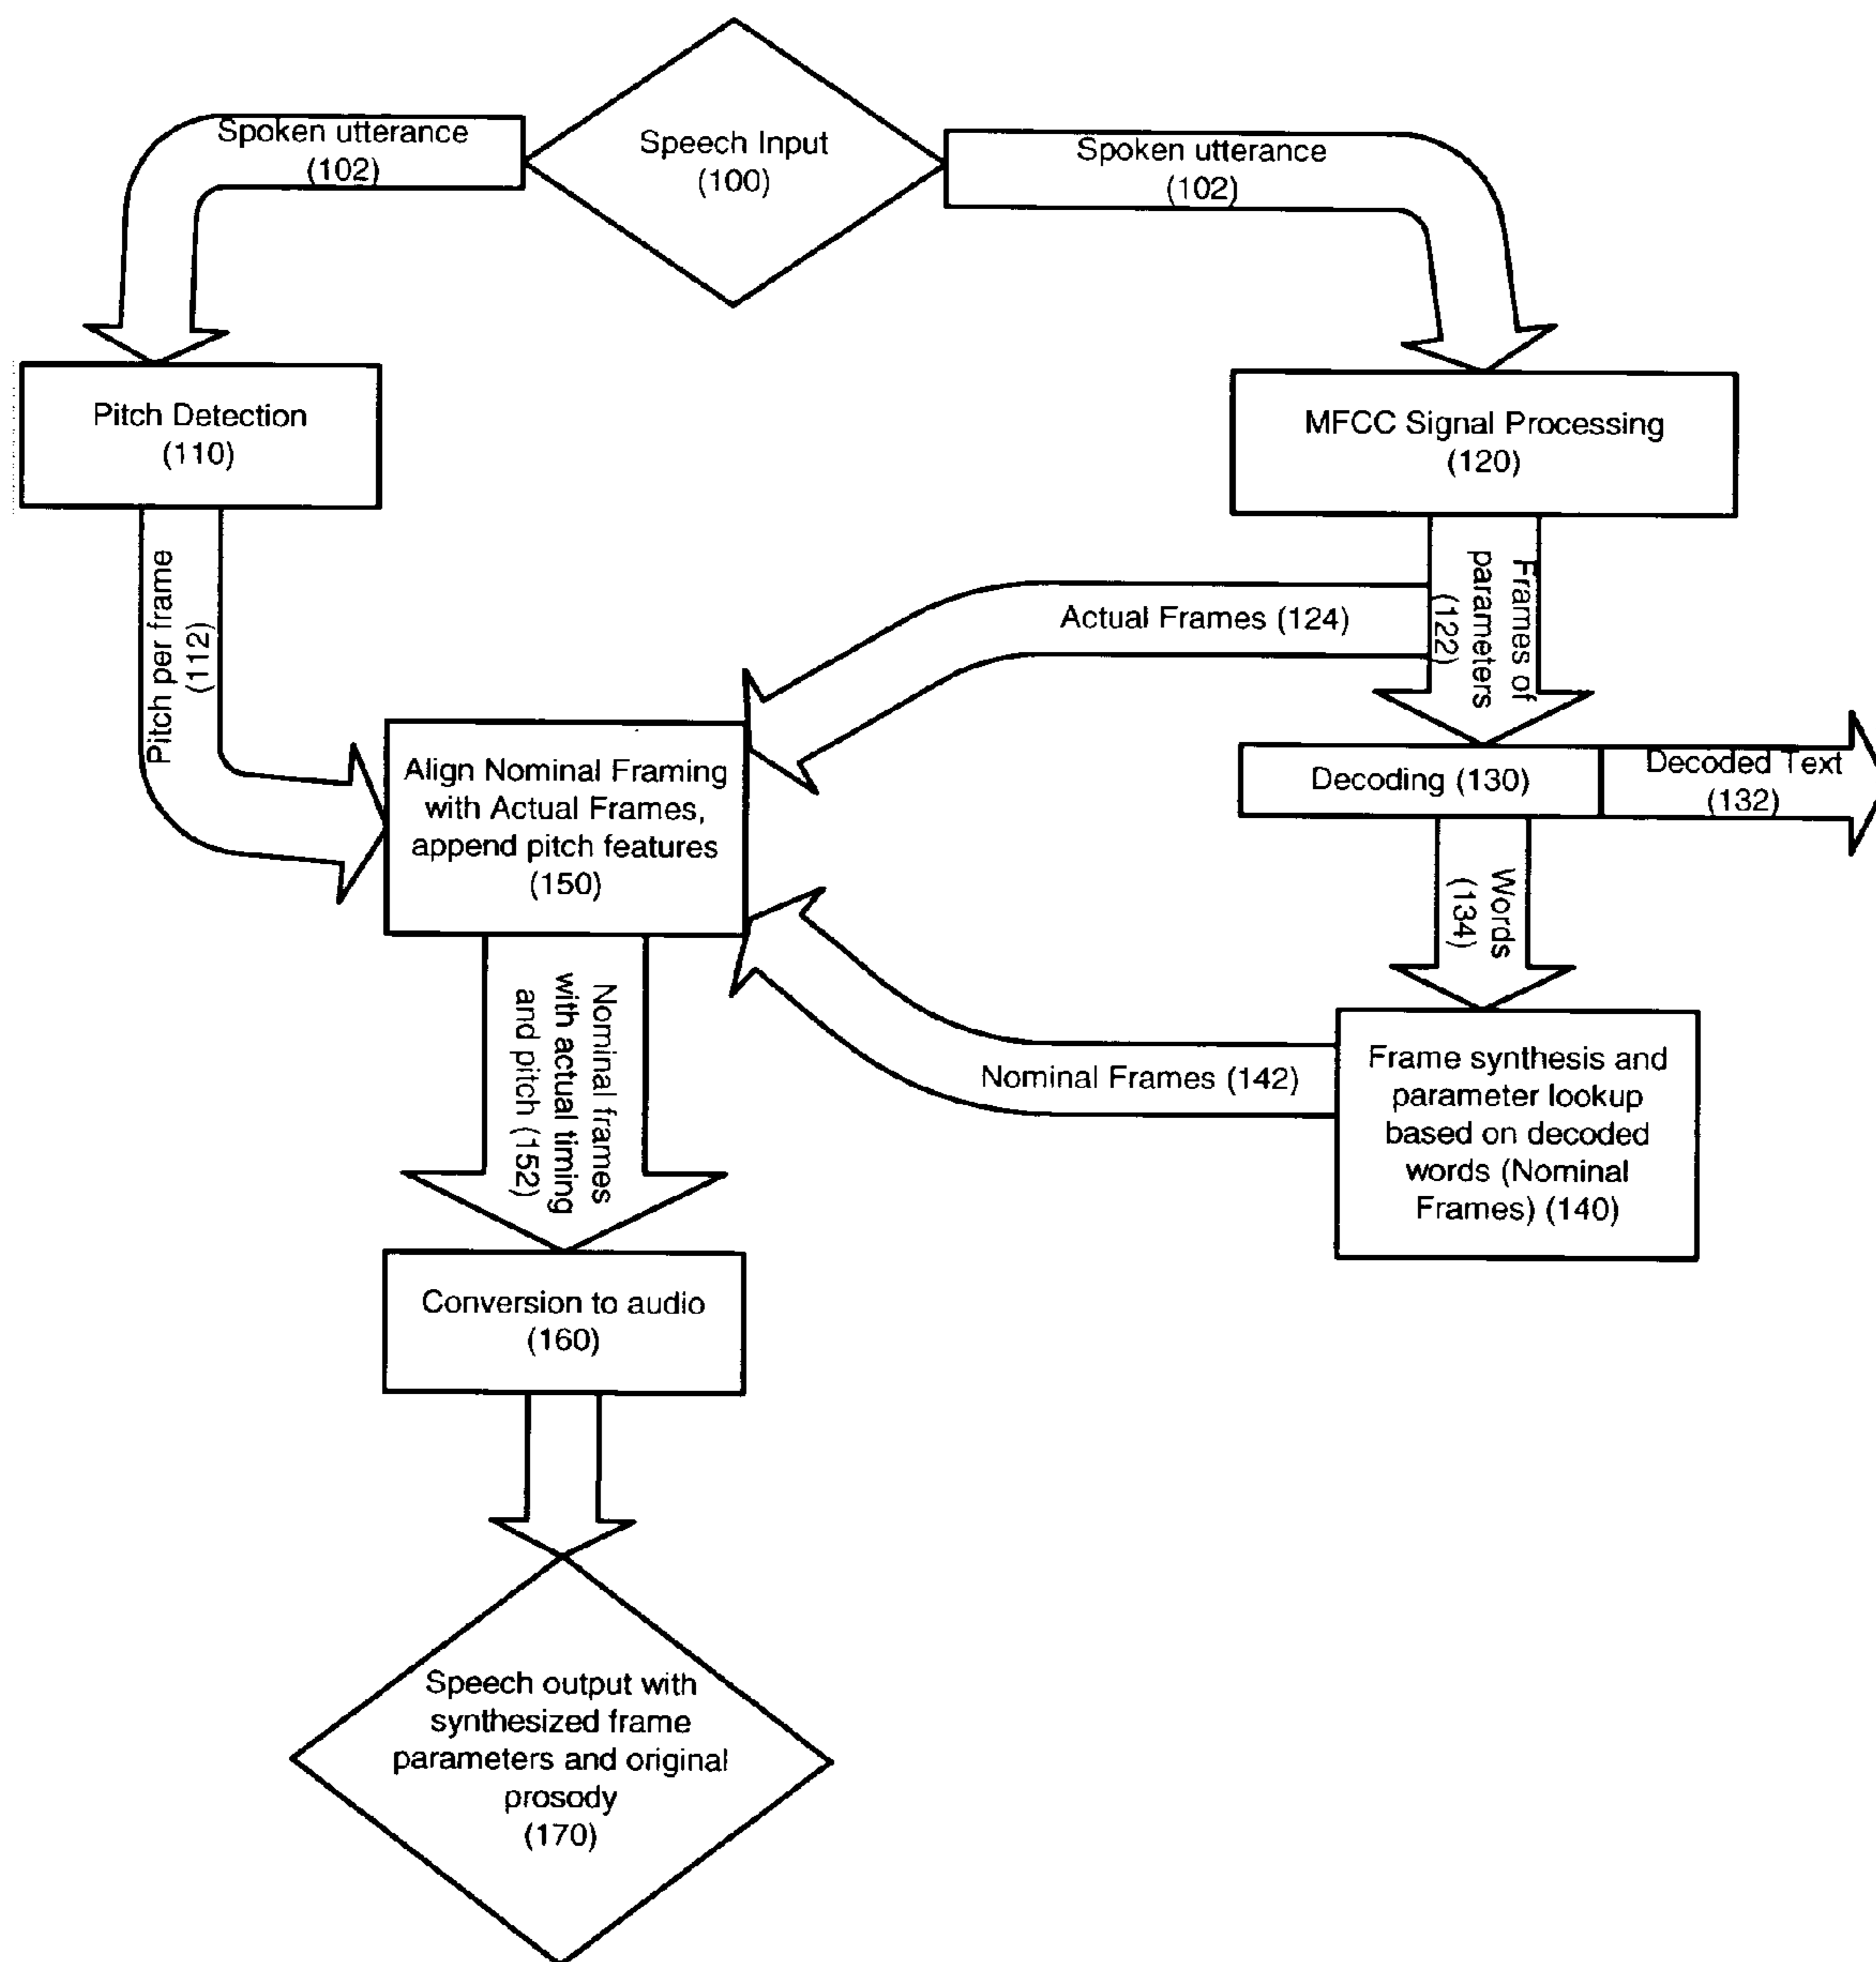 Speech Input
(100)
Spoken utterance
(102)
Spoken utterance
(102)
Pitch Detection
(110)
MFCC Signal Processing
(120)
Pitch per frame
(112)
Frames of
parameters
(122)
Actual Frames (124)
Align Nominal Framing
with Actual Frames,
append pitch features
(150)
Decoding (130)
Decoded Text
(132)
Words
(134)
Nominal Frames (142)
Frame synthesis and
parameter lookup
based on decoded
words (Nominal
Frames) (140)
Nominal frames
with actual timing
and pitch (152)
Conversion to audio
(160)
Speech output with
synthesized frame
parameters and original
prosody
(170)